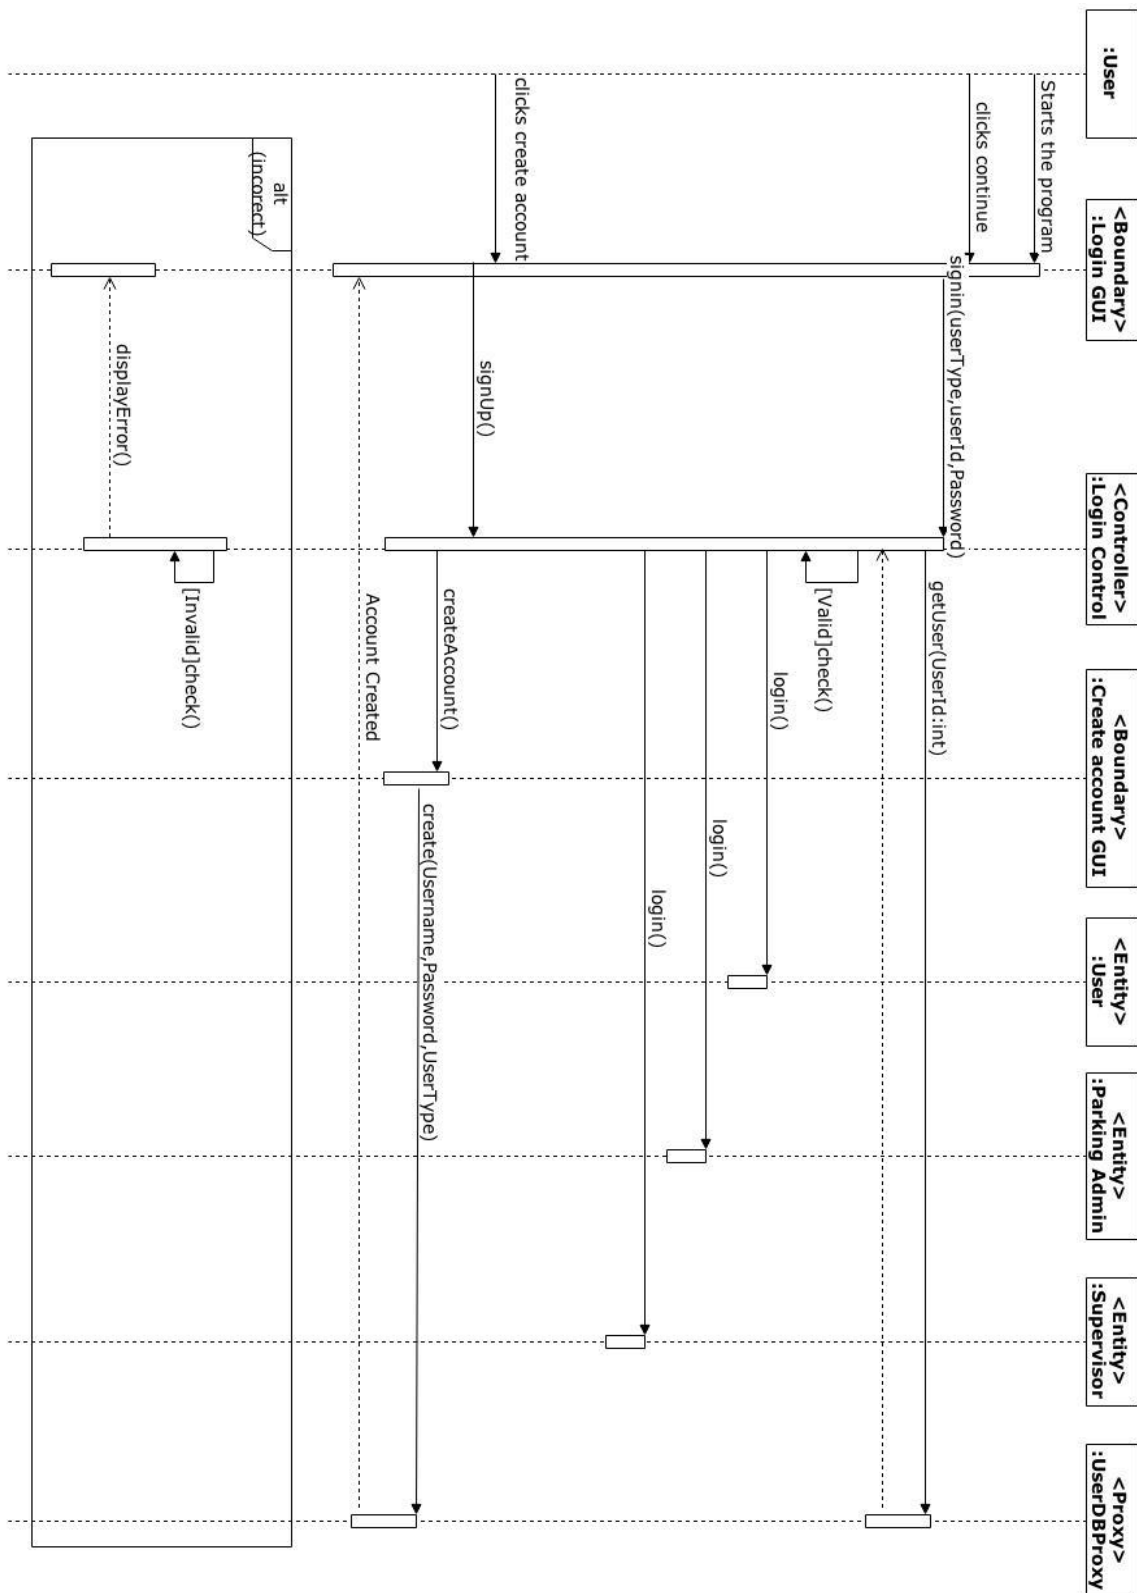 :User
<Boundary>
:Login GUI
<Controller>
:Login Control
<Boundary>
:Create account GUI
<Entity>
:User
<Entity>
:Parking Admin
<Entity>
:Supervisor
<Proxy>
:UserDBProxy
Starts the program
clicks continue
signin(userType,userId,Password)
getUser(UserId:int)
[Valid]check()
login()
login()
login()
clicks create account
signUp()
createAccount()
create(Username,Password,UserType)
Account Created
alt
(incorect)
[Invalid]check()
displayError()